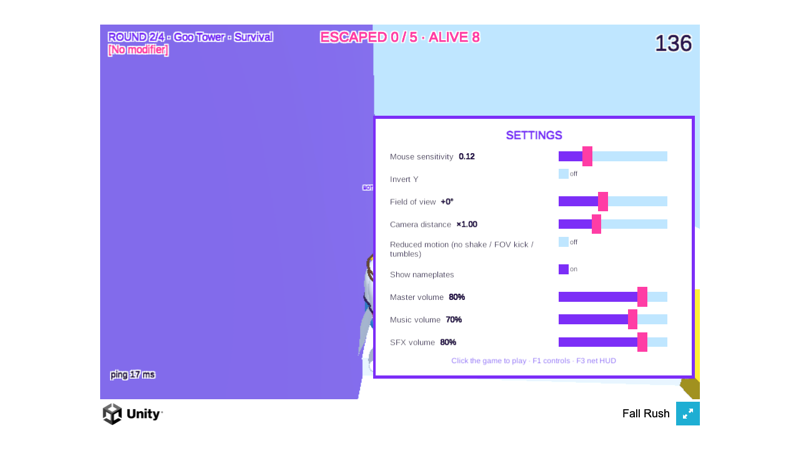 ROUND 2/4 · Goo Tower · Survival
[No modifier]
ESCAPED 0 / 5 · ALIVE 8
136
SETTINGS
Mouse sensitivity 0.12
Invert Y off
Field of view +0°
Camera distance ×1.00
Reduced motion (no shake / FOV kick / tumbles) off
Show nameplates on
Master volume 80%
Music volume 70%
SFX volume 80%
Click the game to play · F1 controls · F3 net HUD
ping 17 ms
Unity
Fall Rush